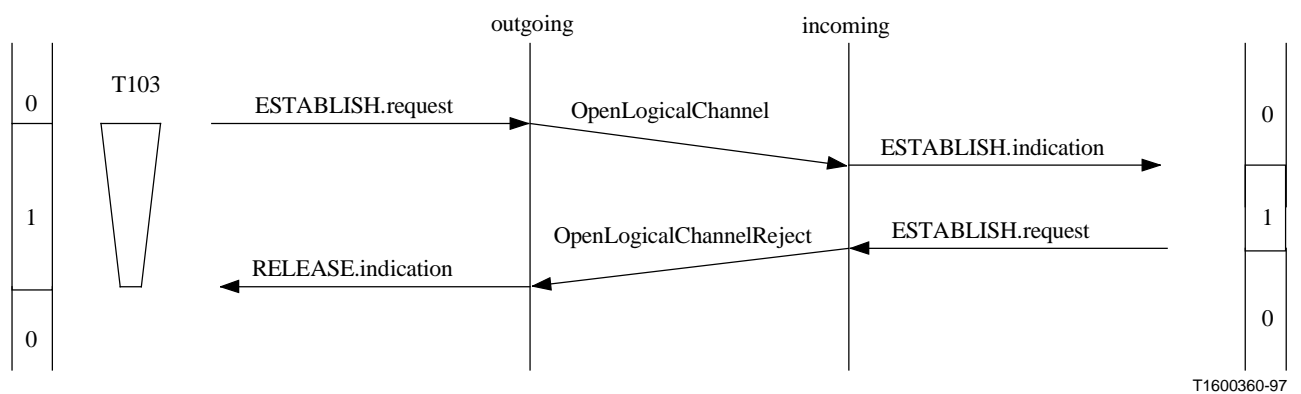 outgoing
incoming
T103
0
ESTABLISH.request
OpenLogicalChannel
0
ESTABLISH.indication
1
OpenLogicalChannelReject
ESTABLISH.request
1
RELEASE.indication
0
0
T1600360-97